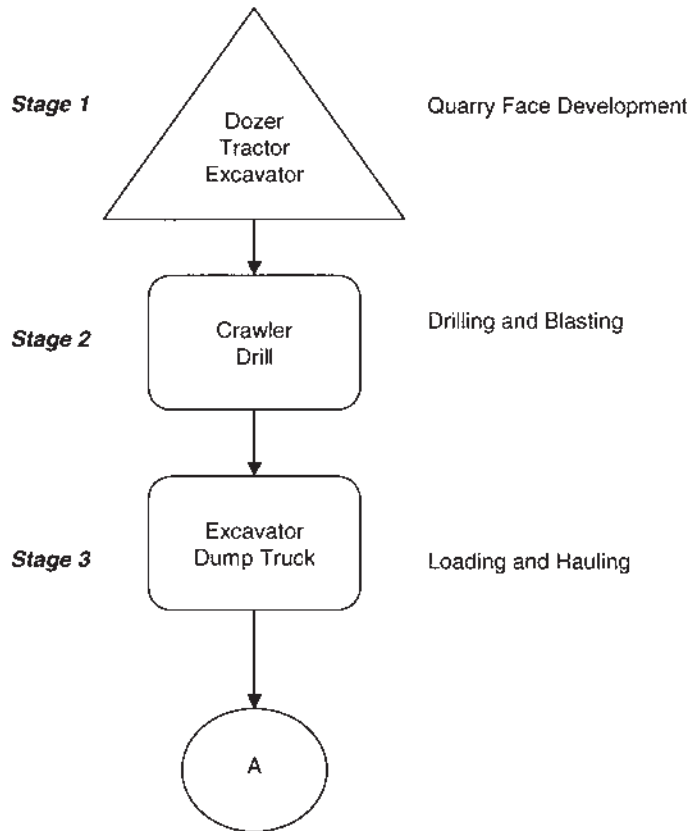 Stage 1
Dozer
Tractor
Excavator
Quarry Face Development
Stage 2
Crawler
Drill
Drilling and Blasting
Stage 3
Excavator
Dump Truck
Loading and Hauling
A